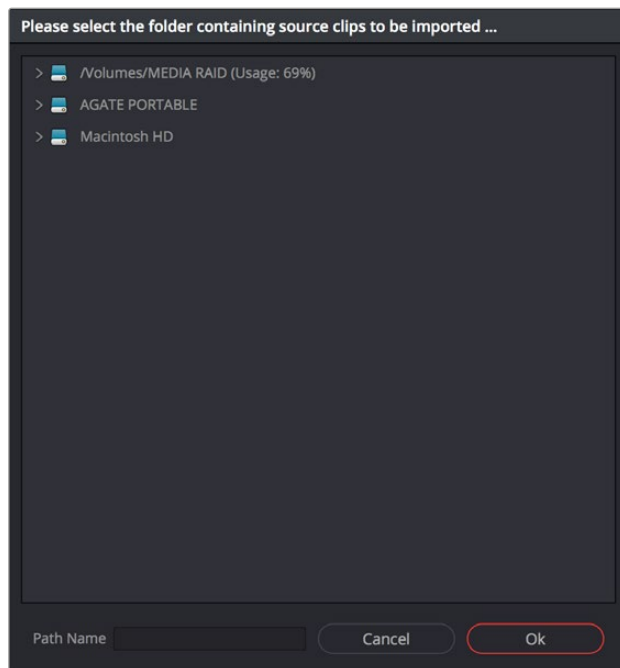 Please select the folder containing source clips to be imported ...
/Volumes/MEDIA RAID (Usage: 69%)
AGATE PORTABLE
Macintosh HD
Path Name
Cancel
Ok